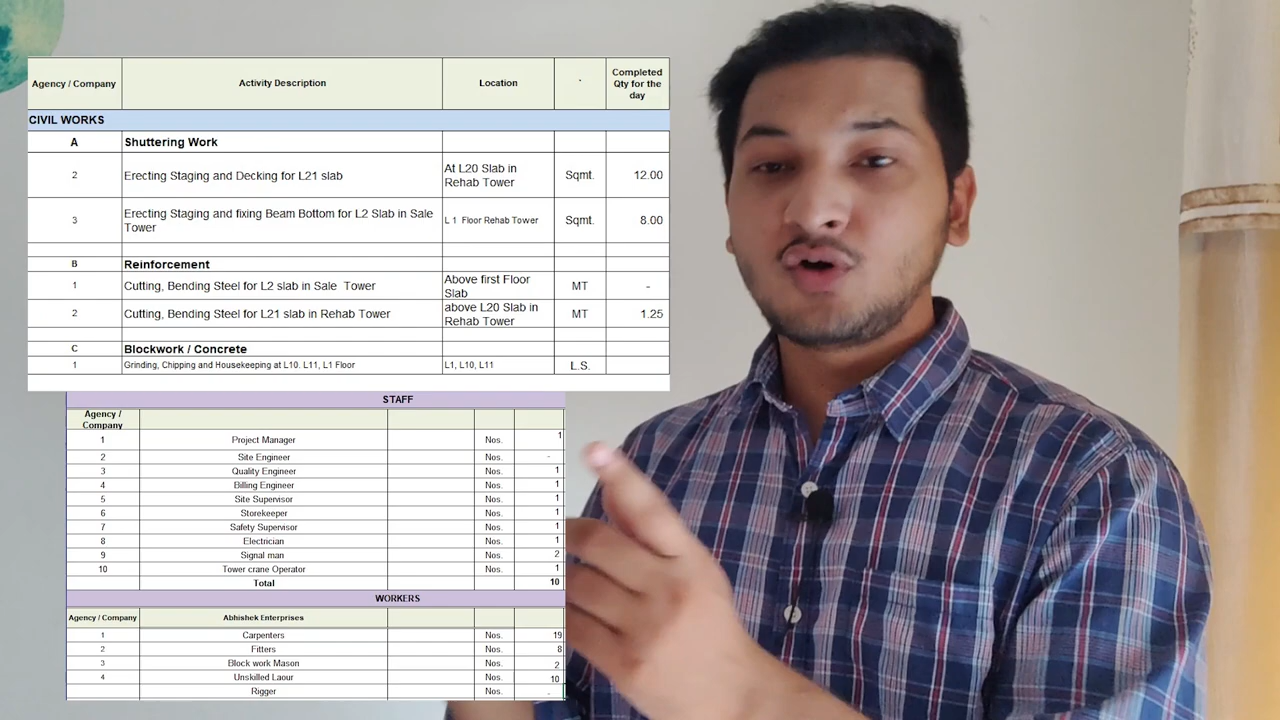 Agency / Company Activity Description Location Completed Qty for the day
CIVIL WORKS
A Shuttering Work
2 Erecting Staging and Decking for L21 slab At L20 Slab in Rehab Tower Sqmt. 12.00
3 Erecting Staging and fixing Beam Bottom for L2 Slab in Sale Tower L 1 Floor Rehab Tower Sqmt. 8.00
B Reinforcement
1 Cutting, Bending Steel for L2 slab in Sale Tower Above first Floor Slab MT -
2 Cutting, Bending Steel for L21 slab in Rehab Tower above L20 Slab in Rehab Tower MT 1.25
C Blockwork / Concrete
1 Grinding, Chipping and Housekeeping at L10. L11, L1 Floor L1, L10, L11 L.S.
STAFF
Agency / Company
1 Project Manager Nos. 1
2 Site Engineer Nos. -
3 Quality Engineer Nos. 1
4 Billing Engineer Nos. 1
5 Site Supervisor Nos. 1
6 Storekeeper Nos. 1
7 Safety Supervisor Nos. 1
8 Electrician Nos. 1
9 Signal man Nos. 2
10 Tower crane Operator Nos. 1
Total 10
WORKERS
Agency / Company Abhishek Enterprises
1 Carpenters Nos. 19
2 Fitters Nos. 8
3 Block work Mason Nos. 2
4 Unskilled Laour Nos. 10
Rigger Nos. -